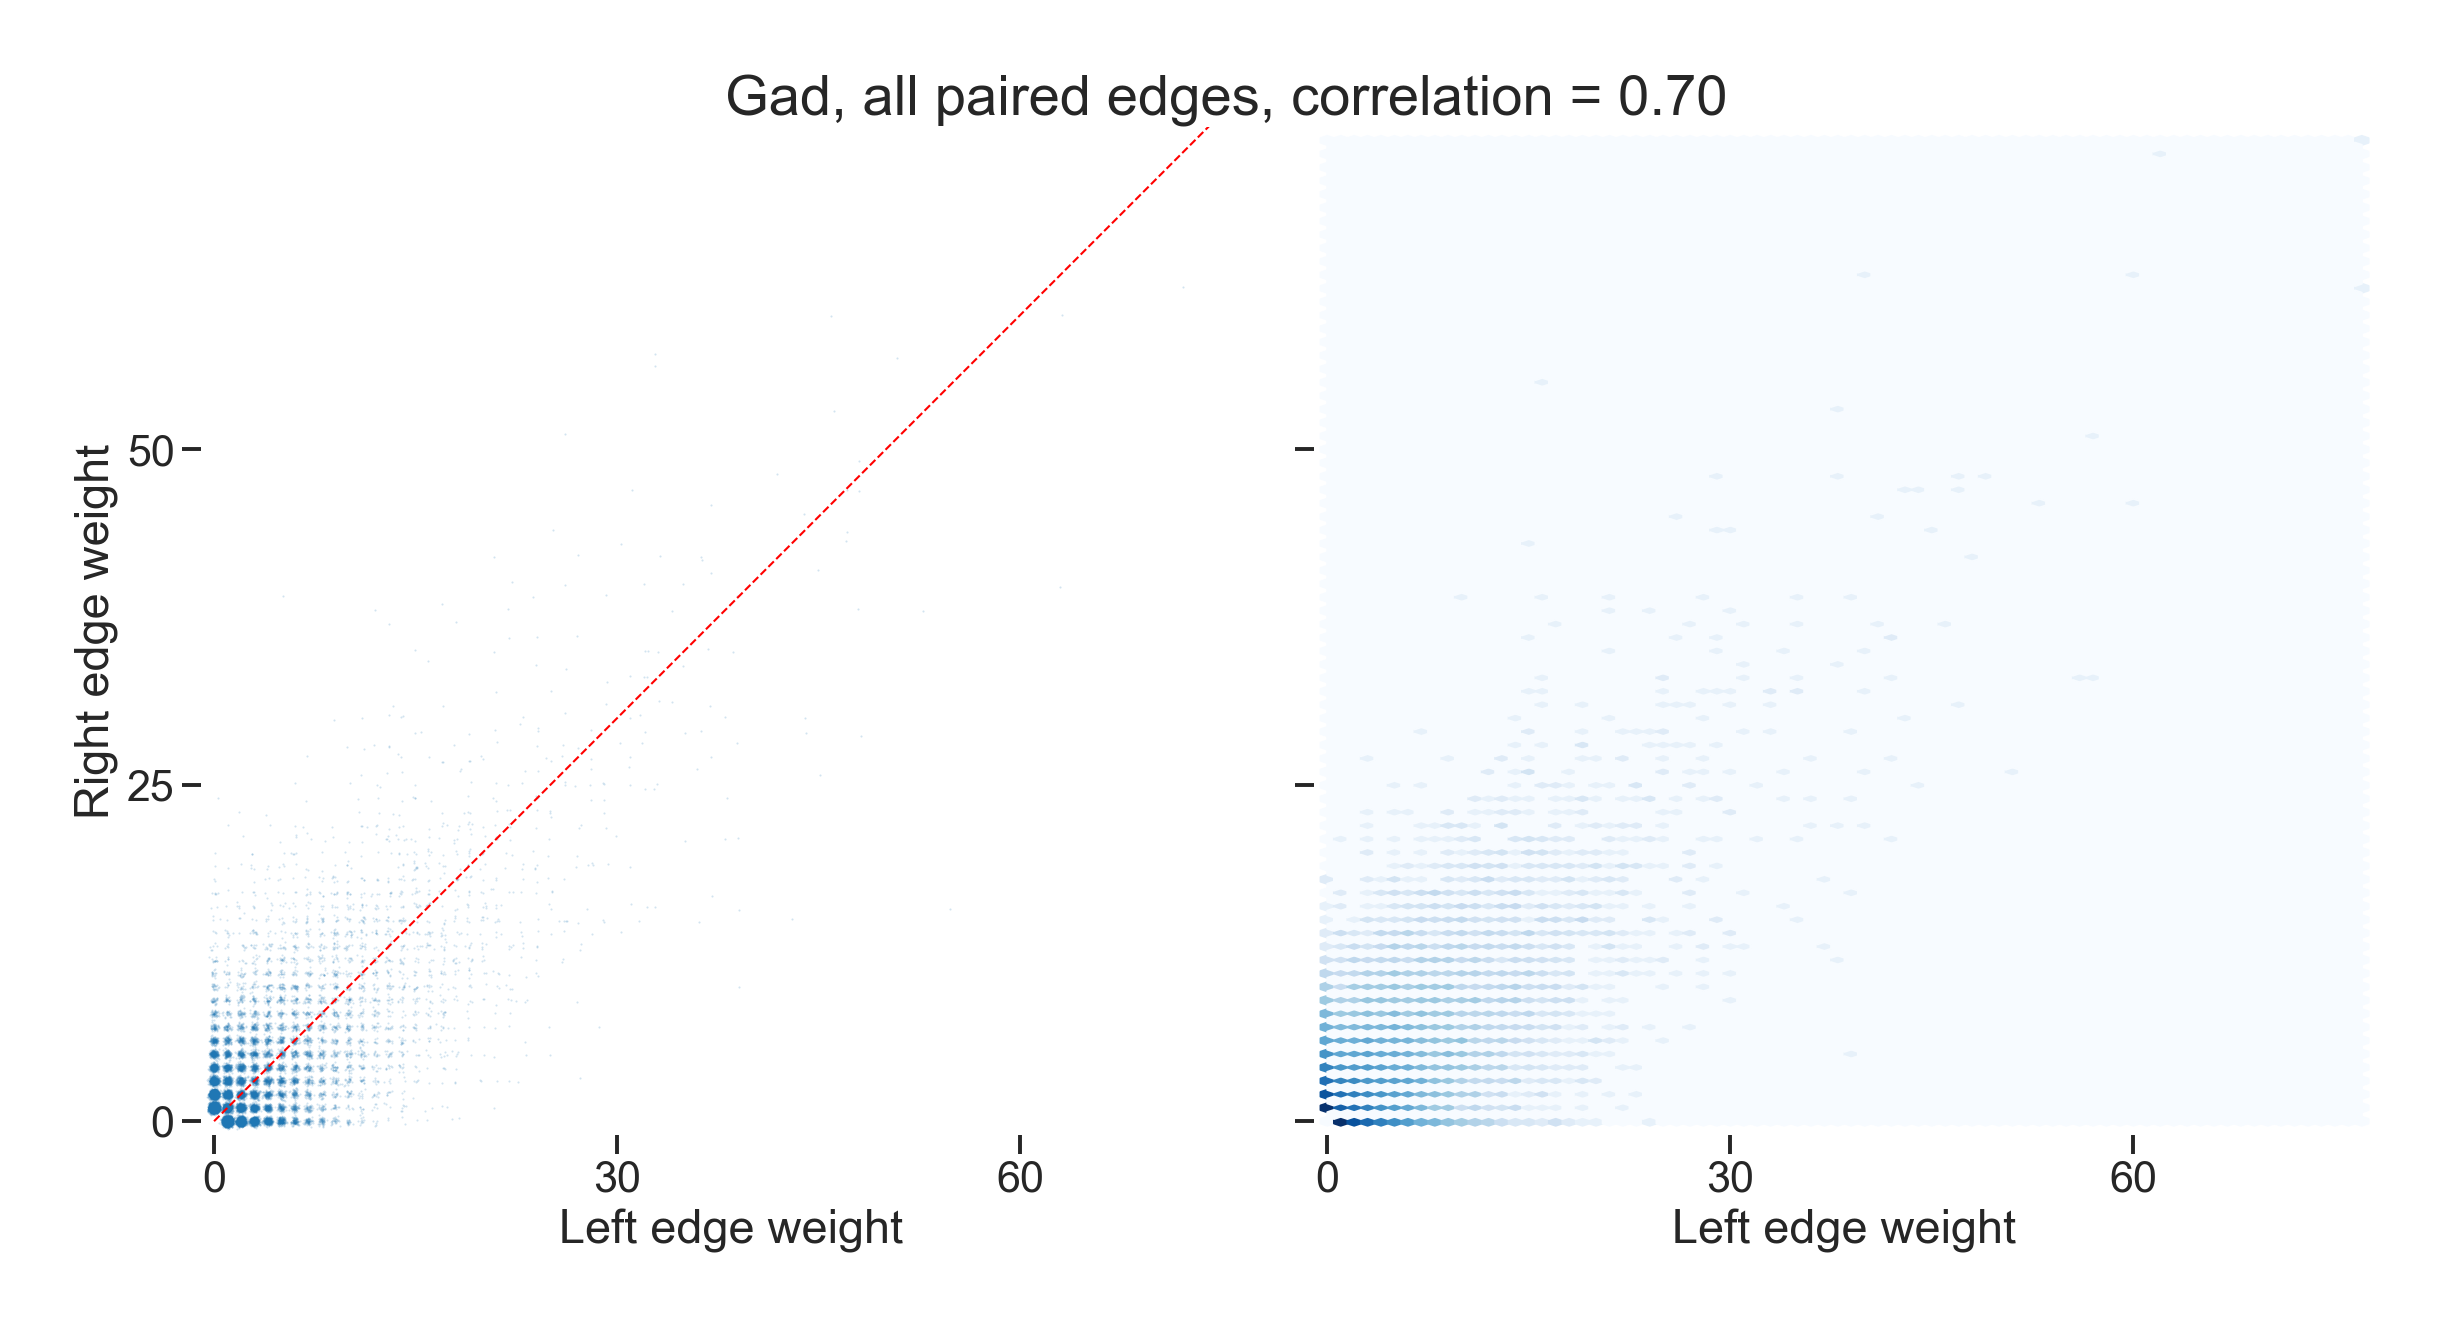 Gad, all paired edges, correlation = 0.70
Right edge weight
50
25
0
0 30 60
Left edge weight
0 30 60
Left edge weight